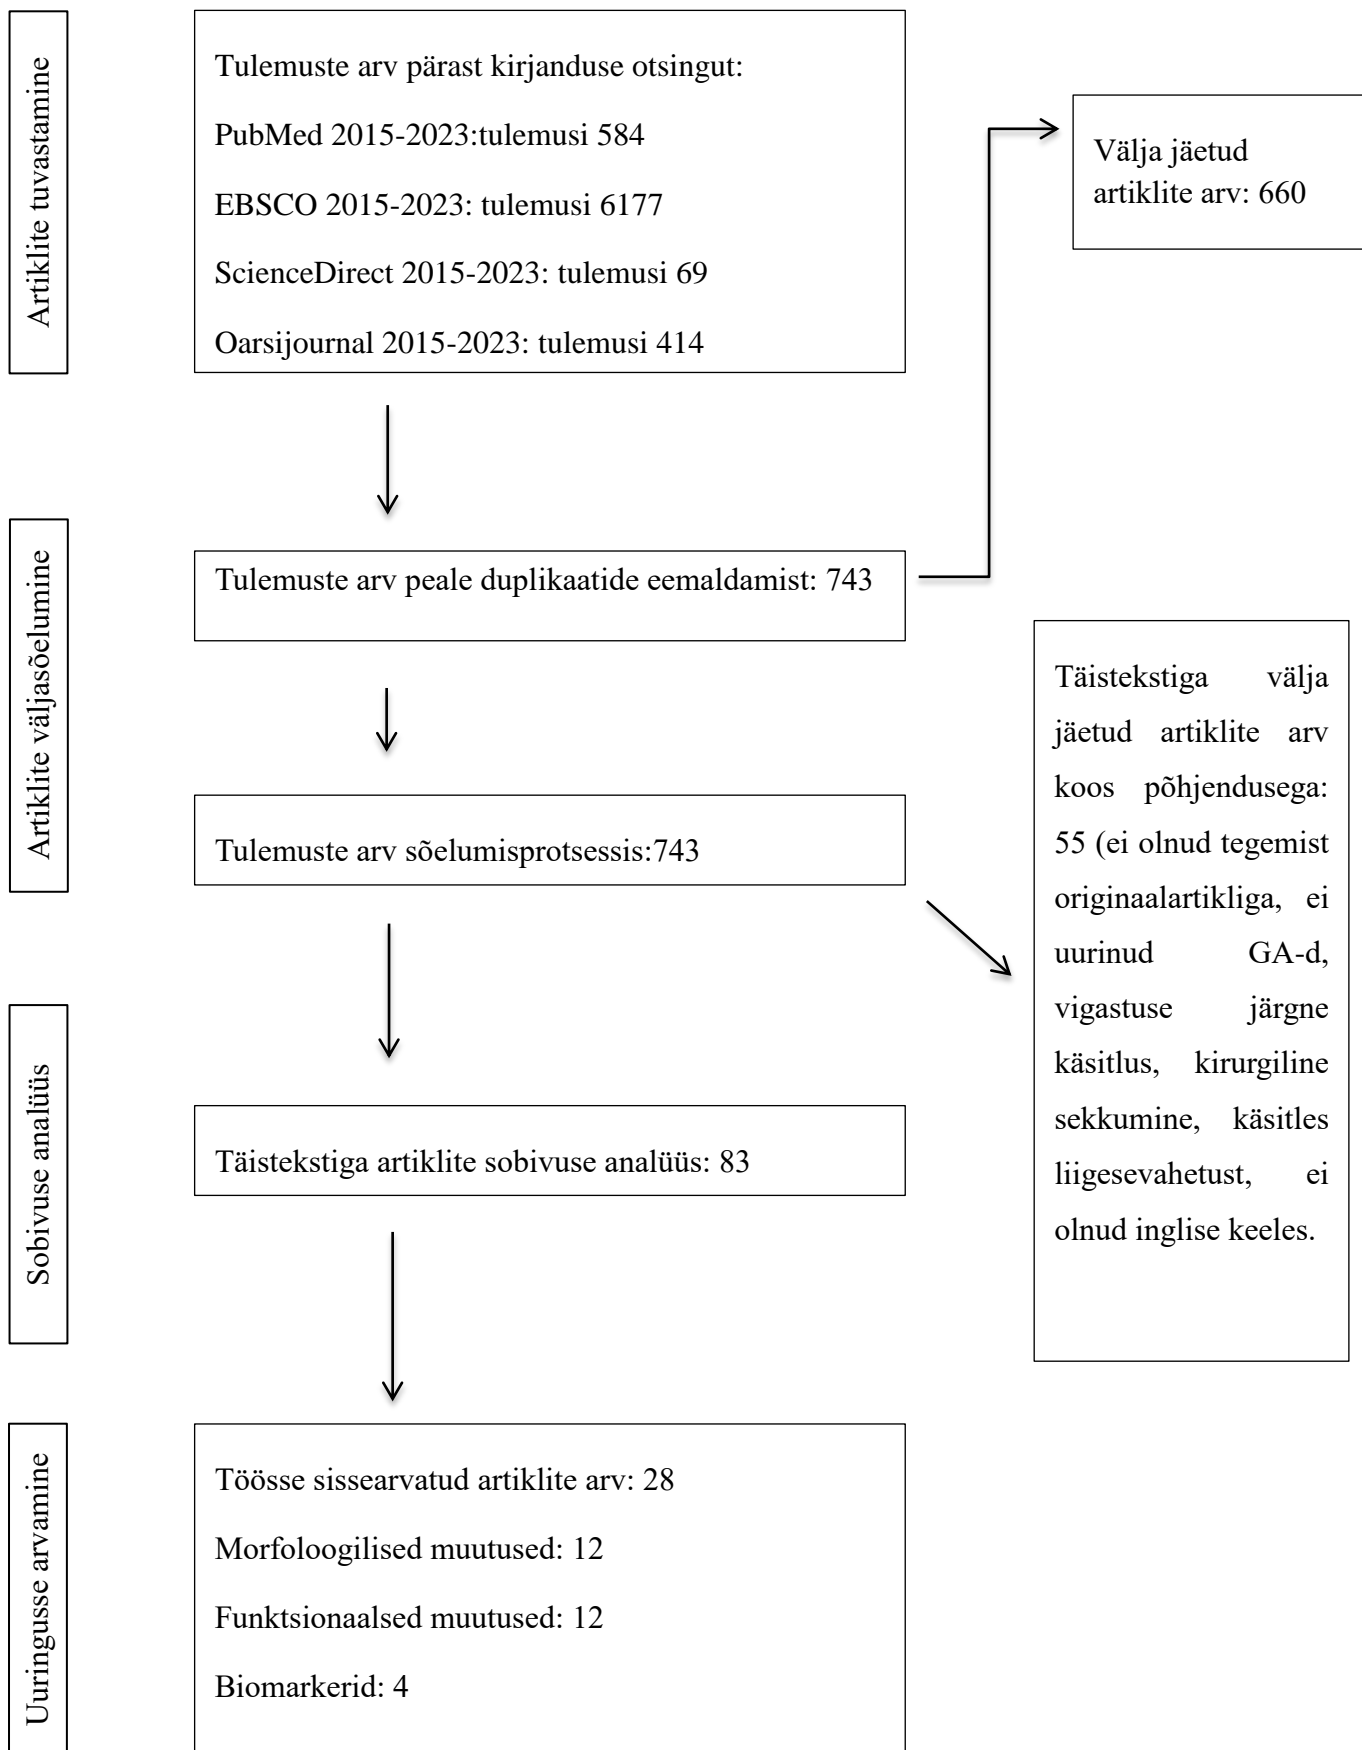 Artiklite tuvastamine
Tulemuste arv pärast kirjanduse otsingut:
PubMed 2015-2023:tulemusi 584
EBSCO 2015-2023: tulemusi 6177
ScienceDirect 2015-2023: tulemusi 69
Oarsijournal 2015-2023: tulemusi 414
Välja jäetud
artiklite arv: 660
Artiklite väljasõelumine
Tulemuste arv peale duplikaatide eemaldamist: 743
Tulemuste arv sõelumisprotsessis:743
Täistekstiga välja
jäetud artiklite arv
koos põhjendusega:
55 (ei olnud tegemist
originaalartikliga, ei
uurinud GA-d,
vigastuse järgne
käsitlus, kirurgiline
sekkumine, käsitles
liigesevahetust, ei
olnud inglise keeles.
Sobivuse analüüs
Täistekstiga artiklite sobivuse analüüs: 83
Uuringusse arvamine
Töösse sissearvatud artiklite arv: 28
Morfoloogilised muutused: 12
Funktsionaalsed muutused: 12
Biomarkerid: 4